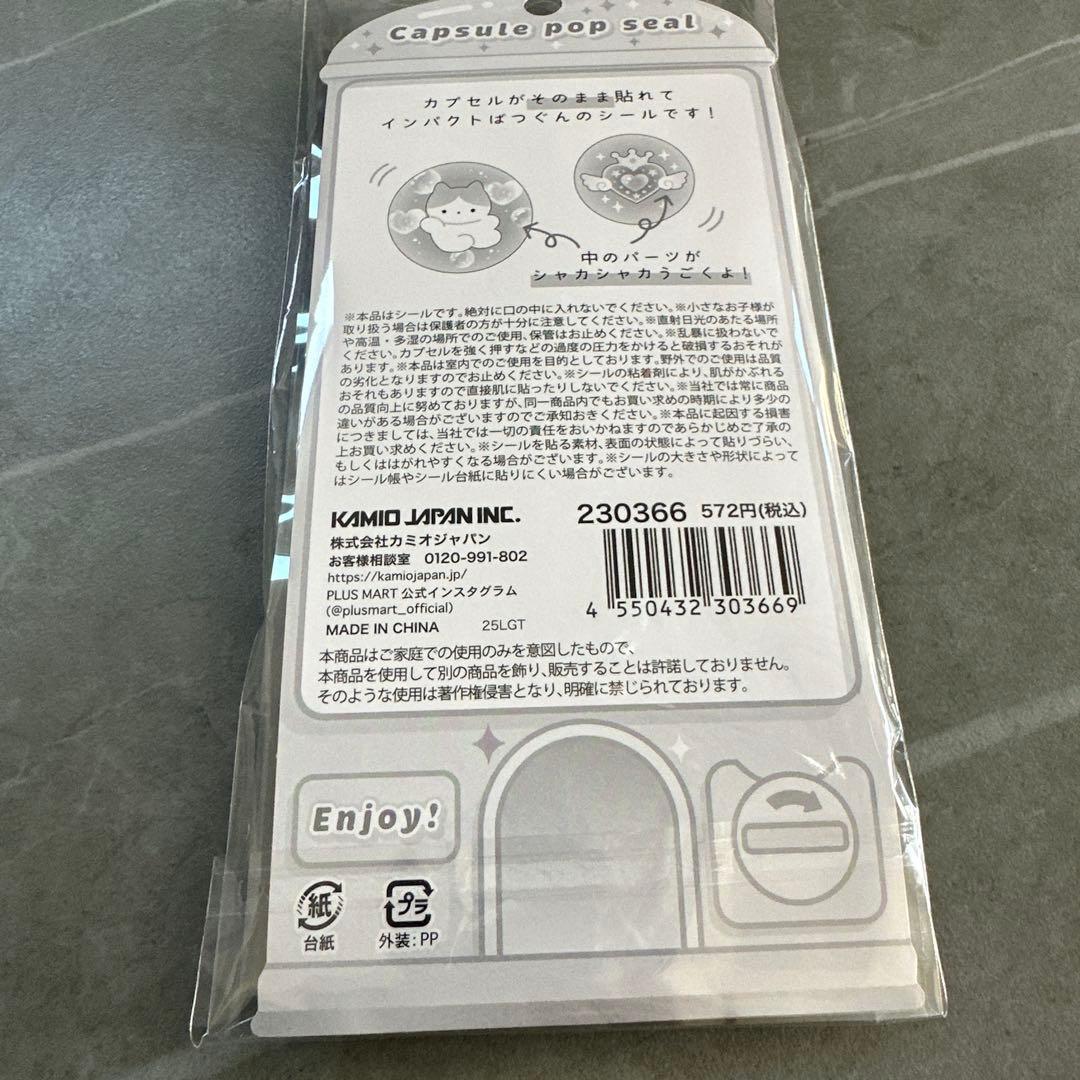 Capsule pop seal
カプセルがそのまま貼れて
インパクトばつぐんのシールです！
中のパーツが
シャカシャカうごくよ！
※本品はシールです。絶対に口の中に入れないでください。※小さなお子様が
取り扱う場合は保護者の方が十分に注意してください。※直射日光のあたる場所
や高温・多湿の場所でのご使用、保管はお止めください。※乱暴に扱わないで
ください。カプセルを強く押すなどの過度の圧力をかけると破損するおそれが
あります。※本品は室内でのご使用を目的としております。野外でのご使用は品質
の劣化となりますのでお止めください。※シールの粘着剤により、肌がかぶれる
おそれもありますので直接肌に貼ったりしないでください。※当社では常に商品
の品質向上に努めておりますが、同一商品内でもお買い求めの時期により多少の
違いがある場合がございますのでご承知おきください。※本品に起因する損害
につきましては、当社では一切の責任をおいかねますのであらかじめご了承の
上お買い求めください。※シールを貼る素材、表面の状態によって貼りづらい、
もしくははがれやすくなる場合がございます。※シールの大きさや形状によって
はシール帳やシール台紙に貼りにくい場合がございます。
KAMIO JAPAN INC.
230366 572円(税込)
株式会社カミオジャパン
お客様相談室 0120-991-802
https://kamiojapan.jp/
PLUS MART 公式インスタグラム
(@plusmart_official)
4 550432 303669
MADE IN CHINA 25LGT
本商品はご家庭での使用のみを意図したもので、
本商品を使用して別の商品を飾り、販売することは許諾しておりません。
そのような使用は著作権侵害となり、明確に禁じられております。
Enjoy!
紙
台紙
プラ
外装:PP